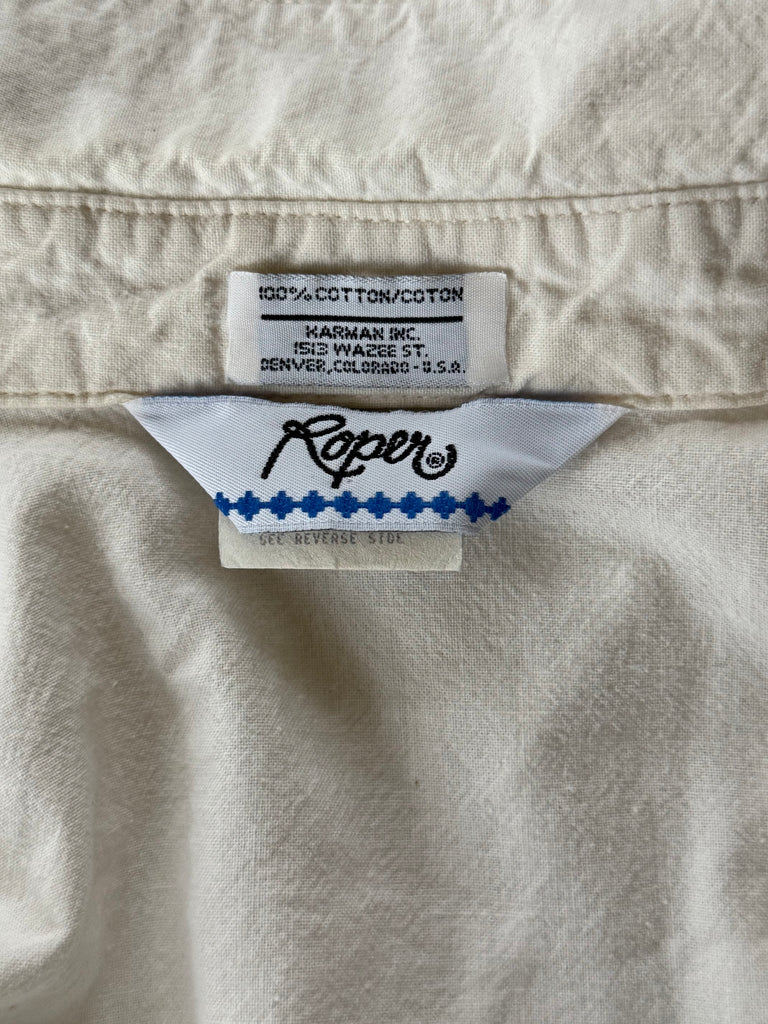 100% COTTON/COTON
KARMAN INC.
1513 WAZEE ST.
DENVER, COLORADO - U.S.A.
Roper®
SEE REVERSE SIDE